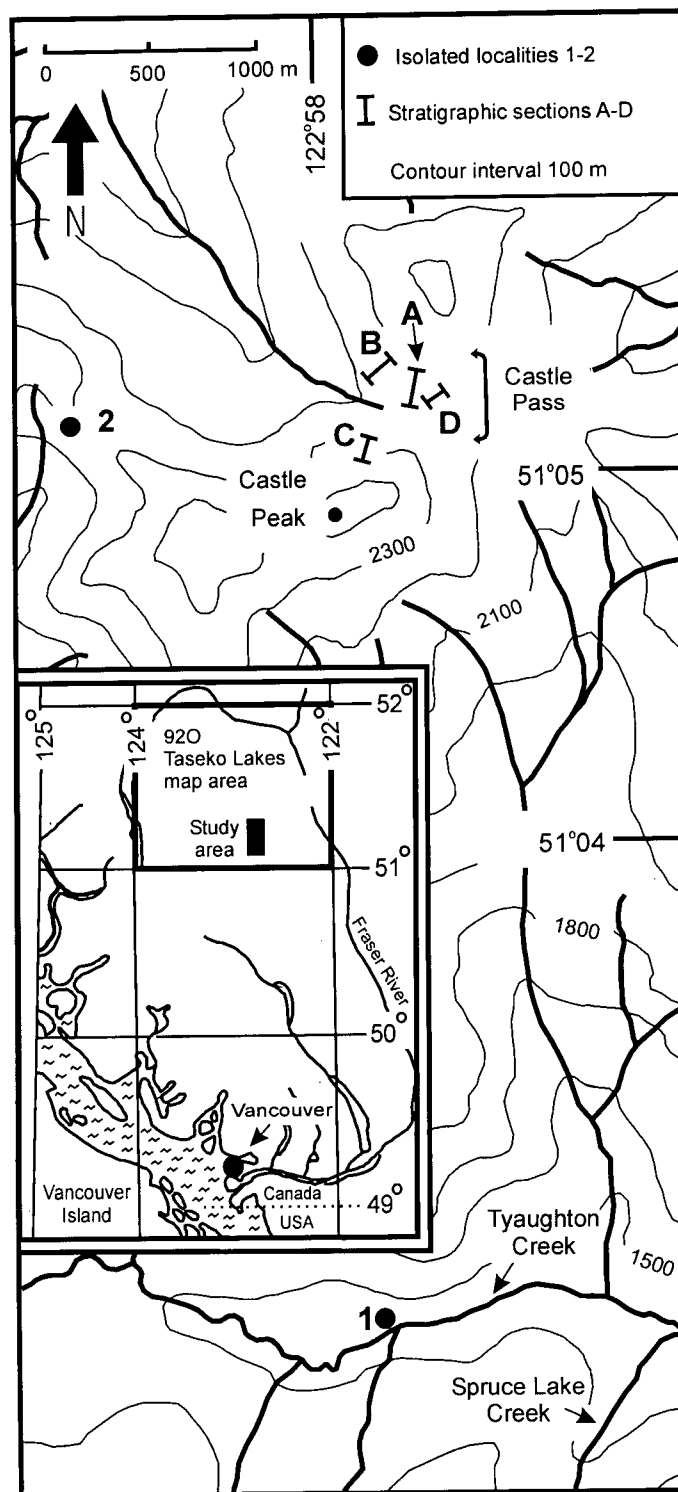 0 500 1000 m
122°58
N
Isolated localities 1-2
Stratigraphic sections A-D
Contour interval 100 m
A
B
Castle
Pass
D
2
C
Castle
Peak
51°05
2300
2100
125°
124°
122°
52°
92O
Taseko Lakes
map area
Study
area
51°
51°04
1800
Fraser River
50°
Vancouver
Vancouver
Island
Canada
USA
49°
Tyaughton
Creek
1500
1
Spruce Lake
Creek